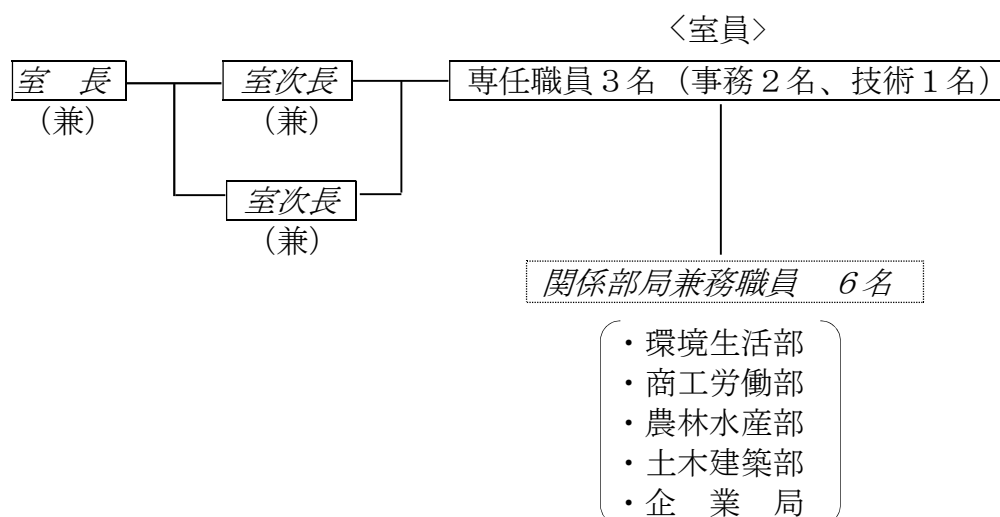 〈室員〉
室　長
室次長
専任職員３名（事務２名、技術１名）
（兼）
（兼）
室次長
（兼）
関係部局兼務職員　６名
・環境生活部
・商工労働部
・農林水産部
・土木建築部
・企　業　局